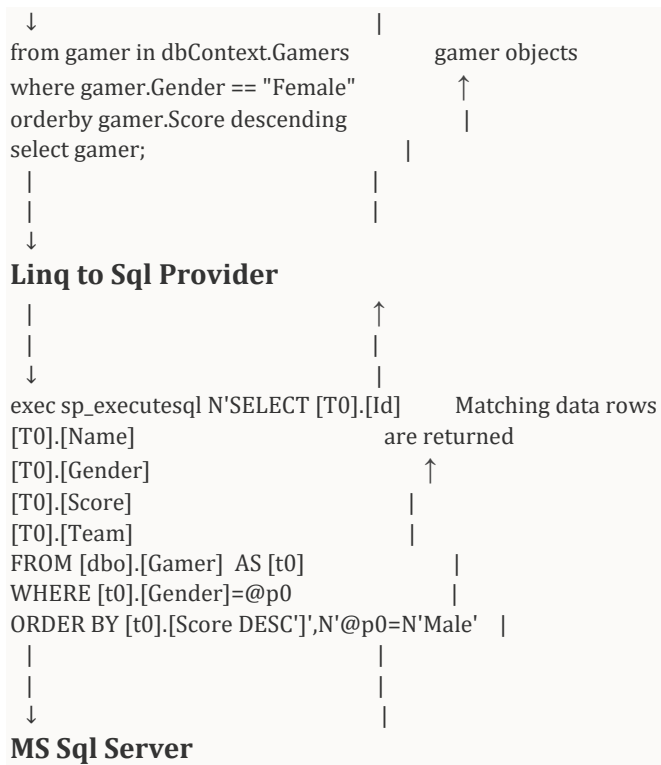 ↓ |
from gamer in dbContext.Gamers gamer objects
where gamer.Gender == "Female" ↑
orderby gamer.Score descending |
select gamer; |
| |
| |
↓
Linq to Sql Provider
| ↑
| |
↓ |
exec sp_executesql N'SELECT [T0].[Id] Matching data rows
[T0].[Name] are returned
[T0].[Gender] ↑
[T0].[Score] |
[T0].[Team] |
FROM [dbo].[Gamer] AS [t0] |
WHERE [t0].[Gender]=@p0 |
ORDER BY [t0].[Score DESC']',N'@p0=N'Male' |
| |
| |
↓ |
MS Sql Server